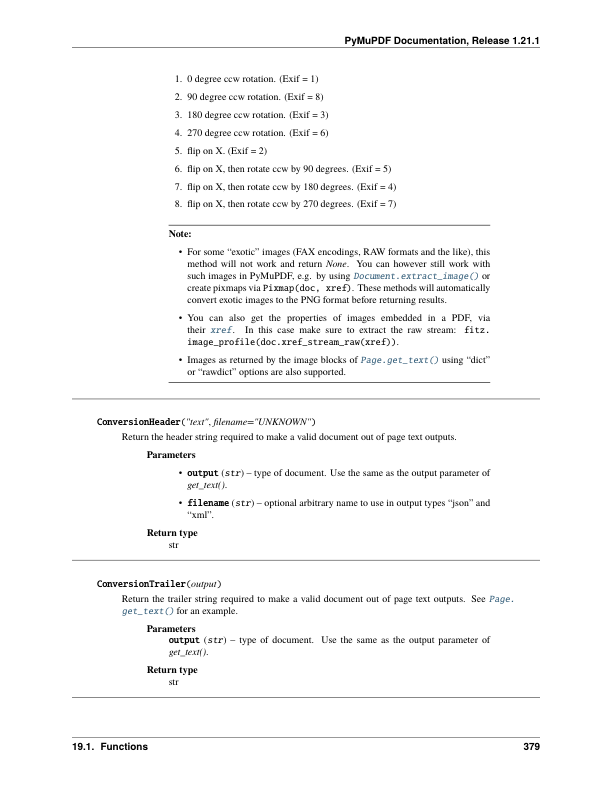 PyMuPDF Documentation, Release 1.21.1
1. 0 degree ccw rotation. (Exif = 1)
2. 90 degree ccw rotation. (Exif = 8)
3. 180 degree ccw rotation. (Exif = 3)
4. 270 degree ccw rotation. (Exif = 6)
5. flip on X. (Exif = 2)
6. flip on X, then rotate ccw by 90 degrees. (Exif = 5)
7. flip on X, then rotate ccw by 180 degrees. (Exif = 4)
8. flip on X, then rotate ccw by 270 degrees. (Exif = 7)
Note:
• For some “exotic” images (FAX encodings, RAW formats and the like), this
method will not work and return None. You can however still work with
such images in PyMuPDF, e.g. by using Document.extract_image() or
create pixmaps via Pixmap(doc, xref). These methods will automatically
convert exotic images to the PNG format before returning results.
• You can also get the properties of images embedded in a PDF, via
their xref. In this case make sure to extract the raw stream: fitz.
image_profile(doc.xref_stream_raw(xref)).
• Images as returned by the image blocks of Page.get_text() using “dict”
or “rawdict” options are also supported.
ConversionHeader("text", filename="UNKNOWN")
Return the header string required to make a valid document out of page text outputs.
Parameters
• output (str) – type of document. Use the same as the output parameter of
get_text().
• filename (str) – optional arbitrary name to use in output types “json” and
“xml”.
Return type
str
ConversionTrailer(output)
Return the trailer string required to make a valid document out of page text outputs. See Page.
get_text() for an example.
Parameters
output (str) – type of document. Use the same as the output parameter of
get_text().
Return type
str
19.1. Functions 379